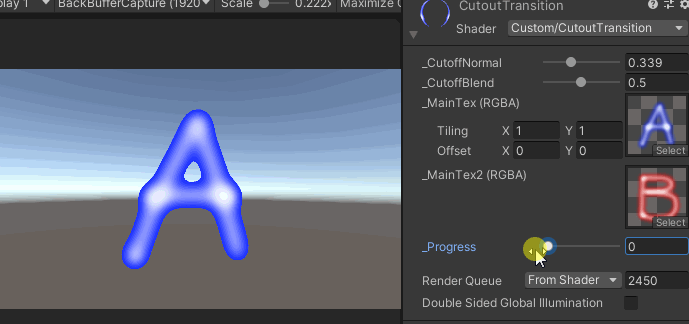 play 1 BackBufferCapture (1920 Scale 0.222x Maximize
CutoutTransition
Shader Custom/CutoutTransition
_CutoffNormal 0.339
_CutoffBlend 0.5
_MainTex (RGBA)
A
Tiling X 1 Y 1
Offset X 0 Y 0
Select
_MainTex2 (RGBA)
B
Select
_Progress 0
Render Queue From Shader 2450
Double Sided Global Illumination
A